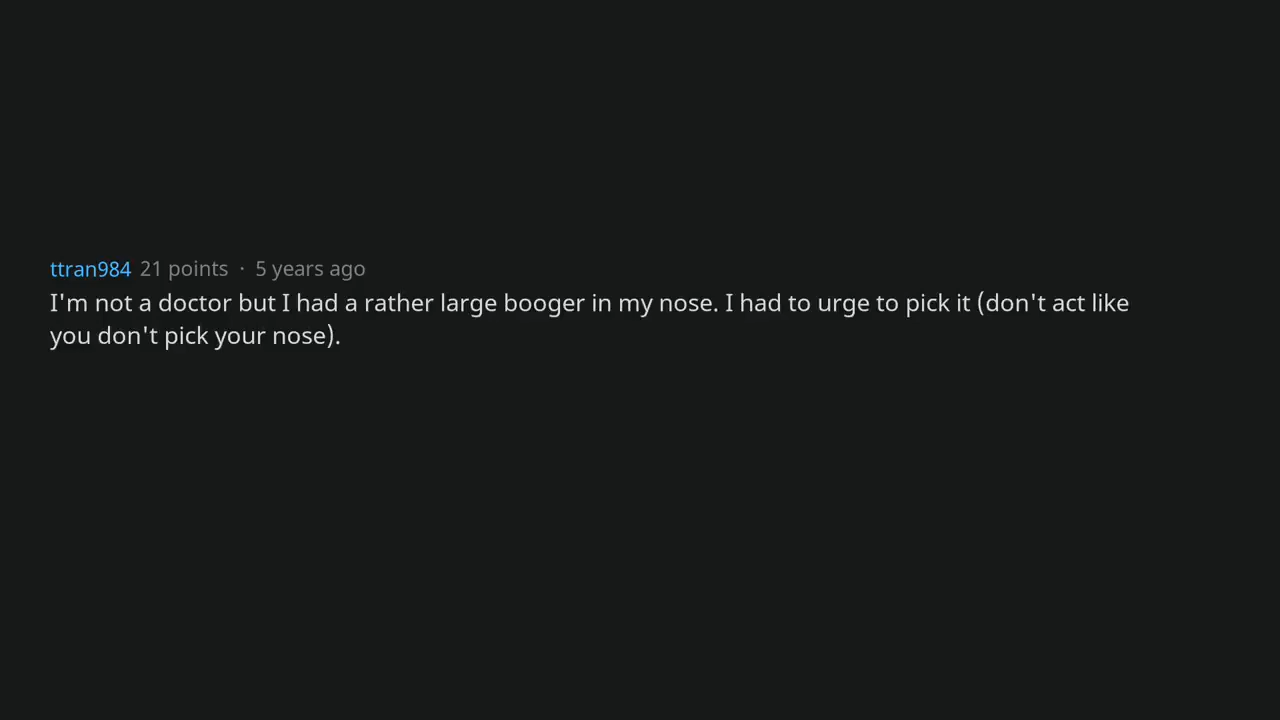 ttran984 21 points · 5 years ago
I'm not a doctor but I had a rather large booger in my nose. I had to urge to pick it (don't act like
you don't pick your nose).